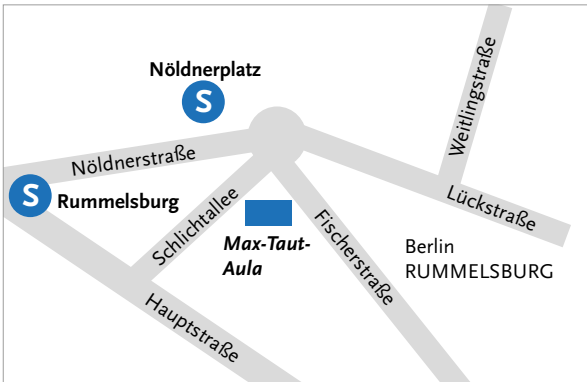 Nöldnerplatz
S
Weitlingstraße
Nöldnerstraße
S
Rummelsburg
Schlichtallee
Lückstraße
Max-Taut-
Aula
Fischerstraße
Berlin
RUMMELSBURG
Hauptstraße